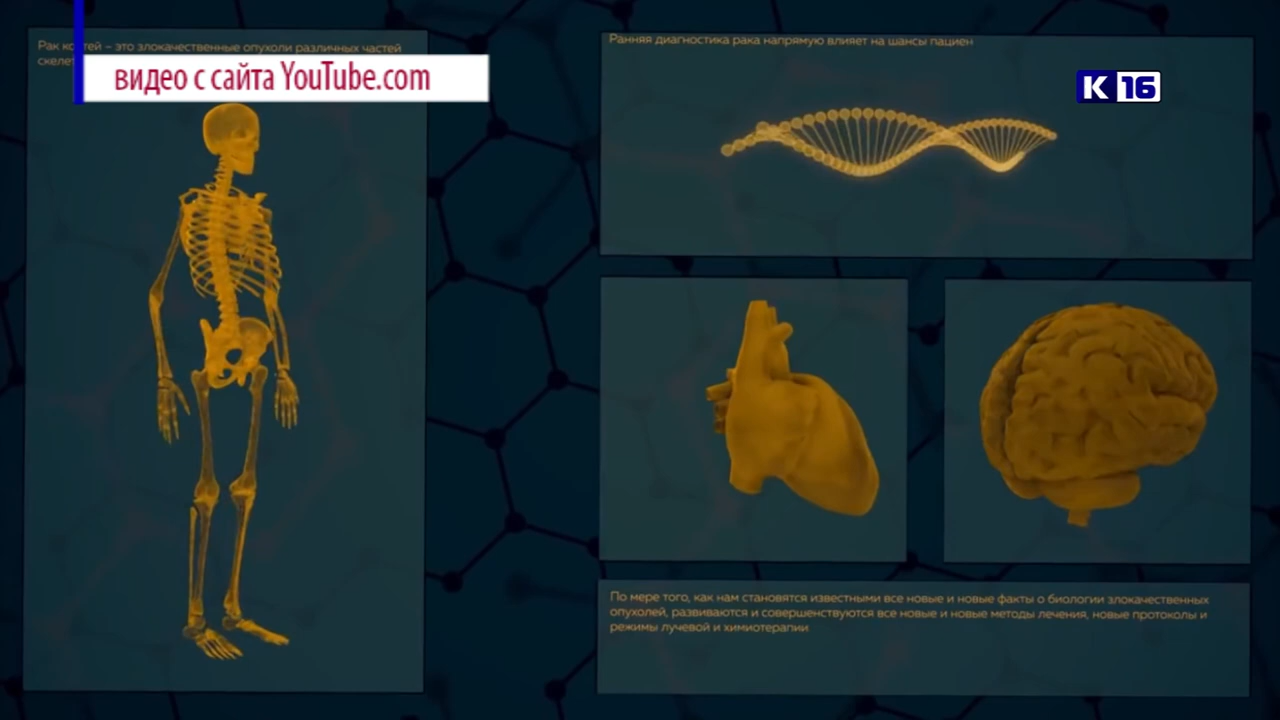 Рак костей – это злокачественные опухоли различных частей
видео с сайта YouTube.com
Ранняя диагностика рака напрямую влияет на шансы пациен
К 16
По мере того, как нам становятся известными все новые и новые факты о биологии злокачественных
опухолей, развиваются и совершенствуются все новые и новые методы лечения, новые протоколы и
режимы лучевой и химиотерапии